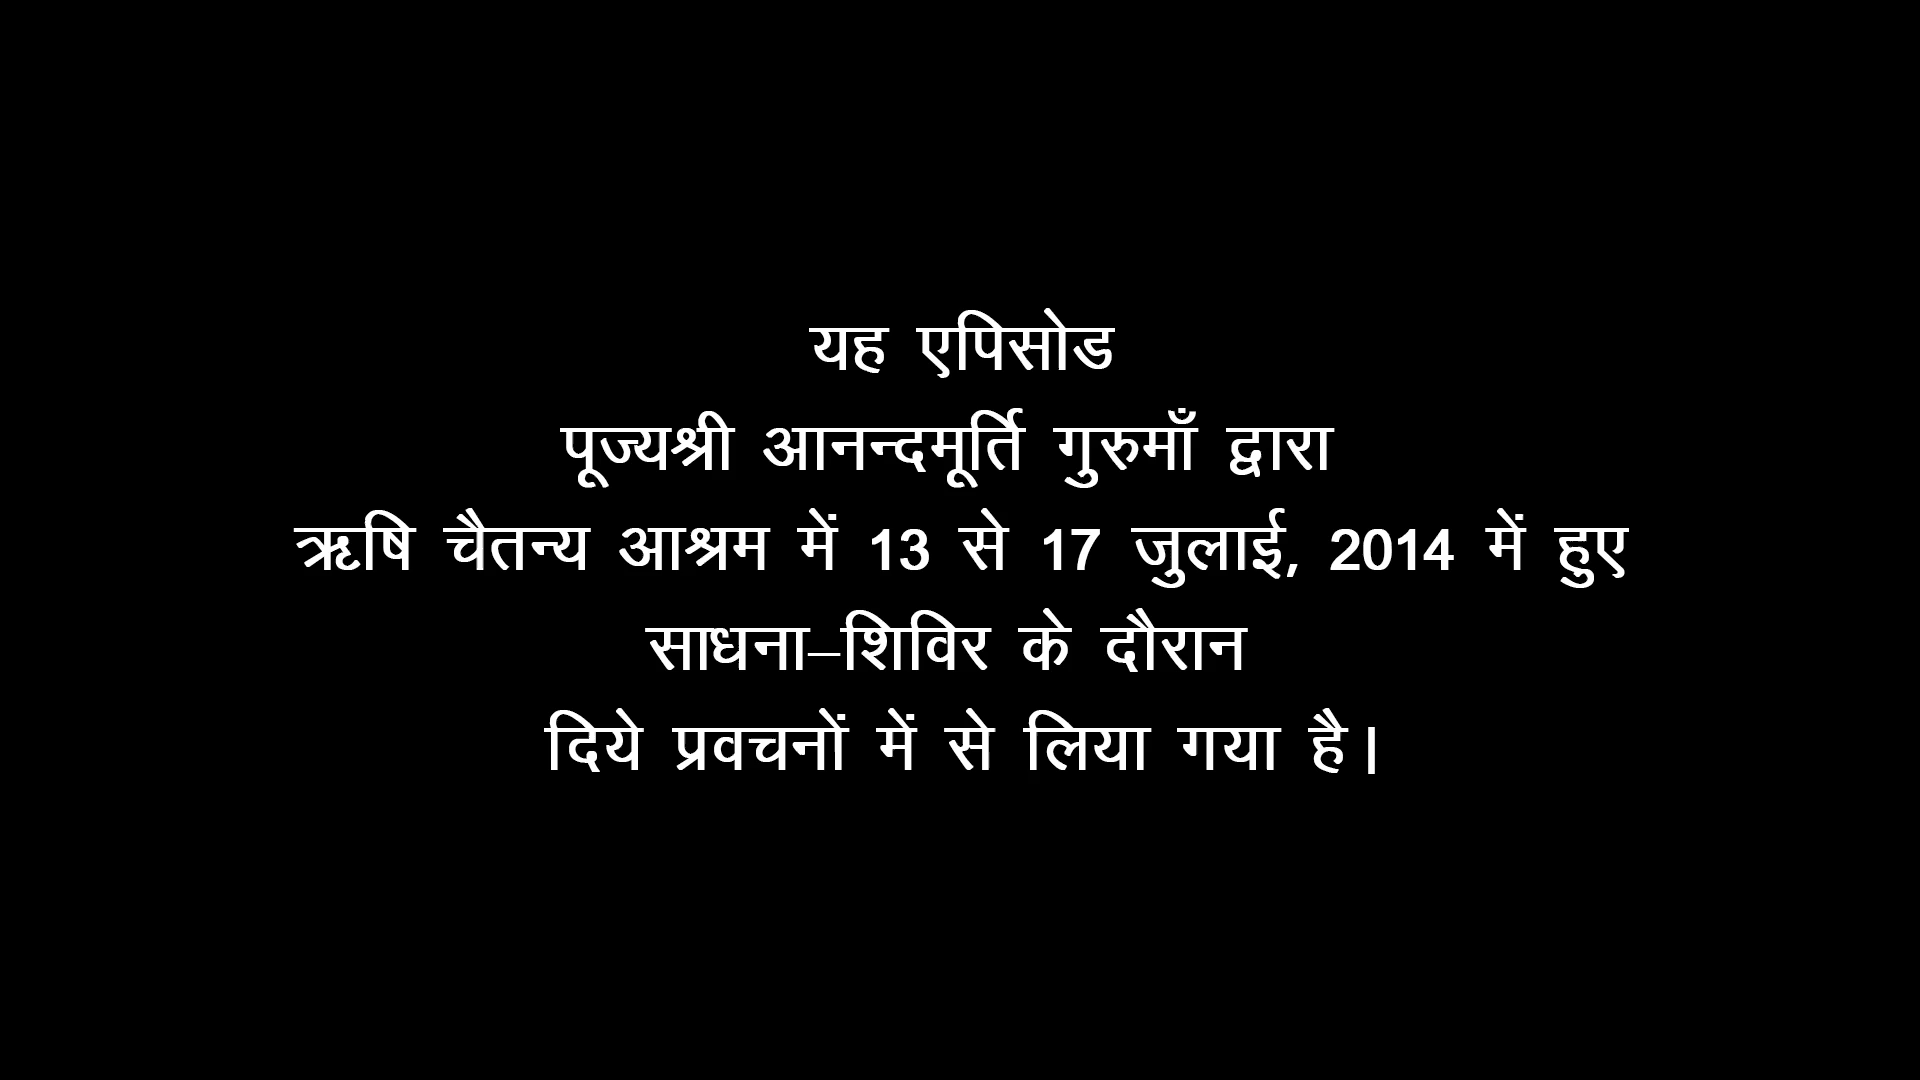 यह एपिसोड
पूज्यश्री आनन्दमूर्ति गुरुमाँ द्वारा
ऋषि चैतन्य आश्रम में 13 से 17 जुलाई, 2014 में हुए
साधना–शिविर के दौरान
दिये प्रवचनों में से लिया गया है।